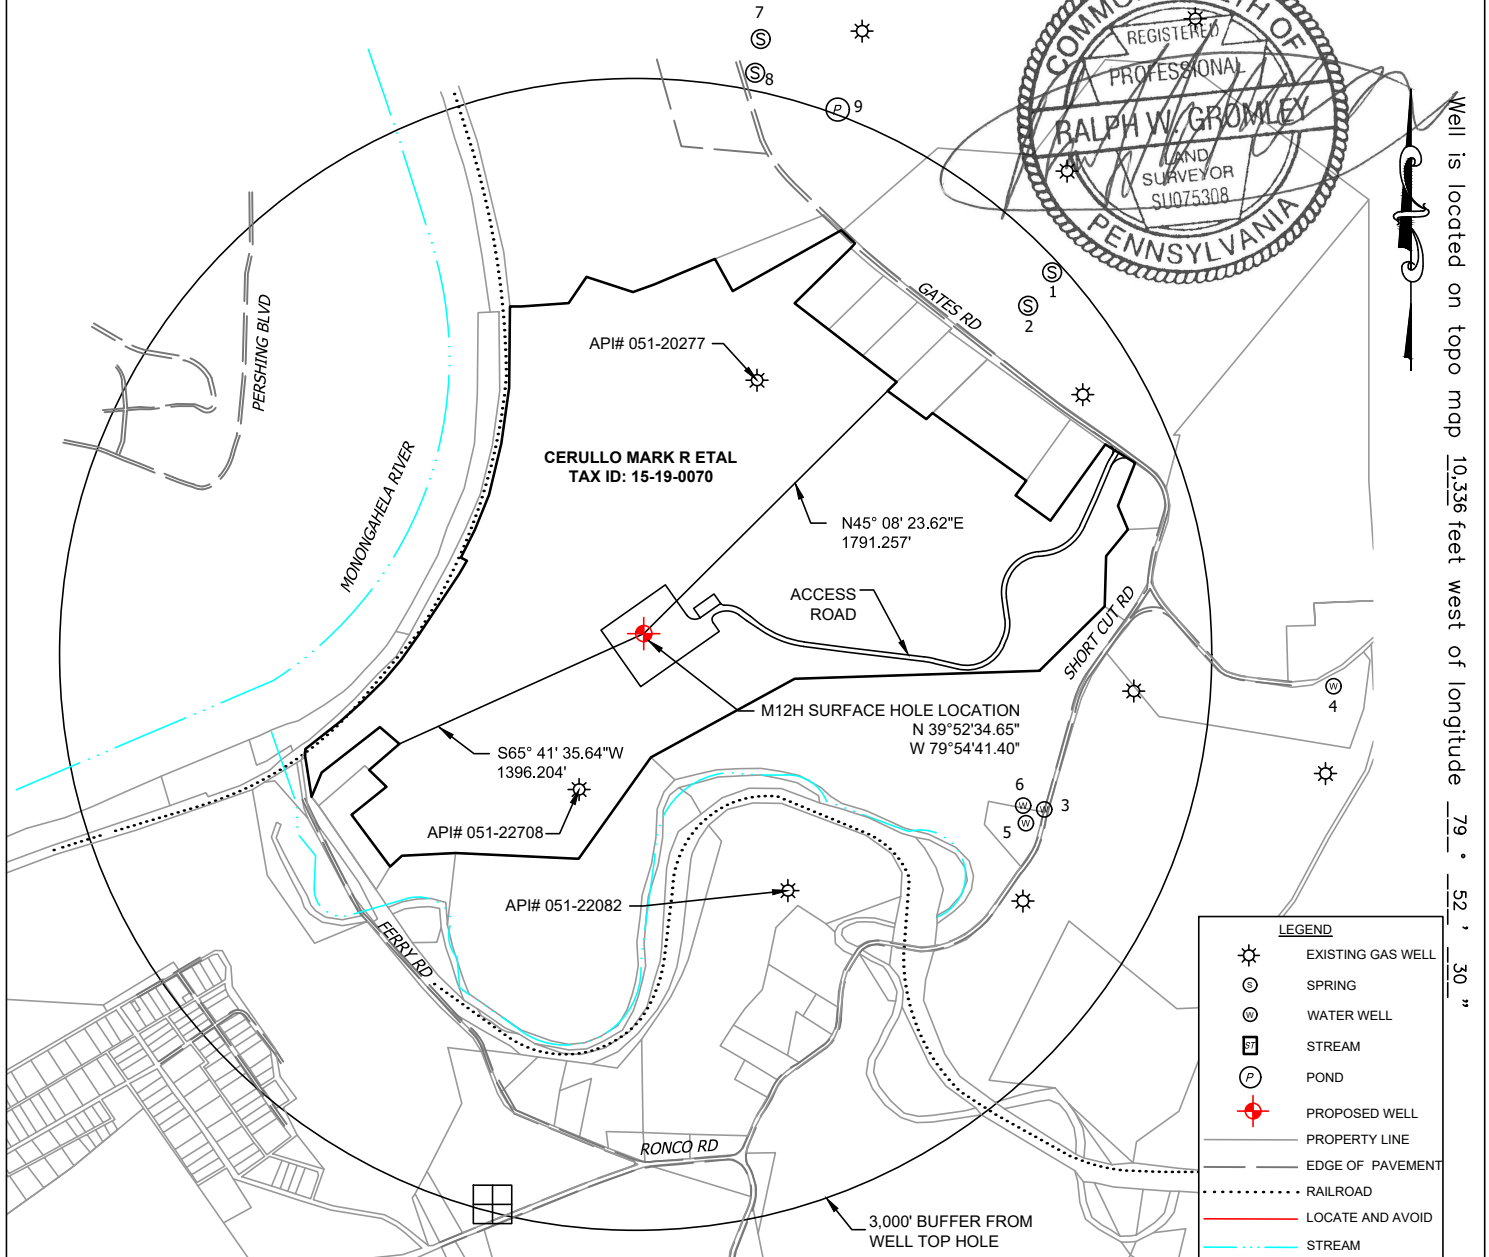 7
S
S
8
P
9
COMMONWEALTH OF
REGISTERED
PROFESSIONAL
RALPH W. GROMLEY
LAND
SURVEYOR
SU075308
PENNSYLVANIA
Well is located on topo map 10,336 feet west of longitude 79 ° 52 ' 30 "
S
1
S
2
GATES RD
PERSHING BLVD
API# 051-20277
MONONGAHELA RIVER
CERULLO MARK R ETAL
TAX ID: 15-19-0070
N45° 08' 23.62"E
1791.257'
ACCESS
ROAD
SHORT CUT RD
W
4
M12H SURFACE HOLE LOCATION
N 39°52'34.65"
W 79°54'41.40"
S65° 41' 35.64"W
1396.204'
API# 051-22708
6
W
W
3
5
W
API# 051-22082
FERRY RD
RONCO RD
3,000' BUFFER FROM
WELL TOP HOLE
LEGEND
EXISTING GAS WELL
S
SPRING
W
WATER WELL
ST
STREAM
P
POND
PROPOSED WELL
PROPERTY LINE
EDGE OF PAVEMENT
RAILROAD
LOCATE AND AVOID
STREAM